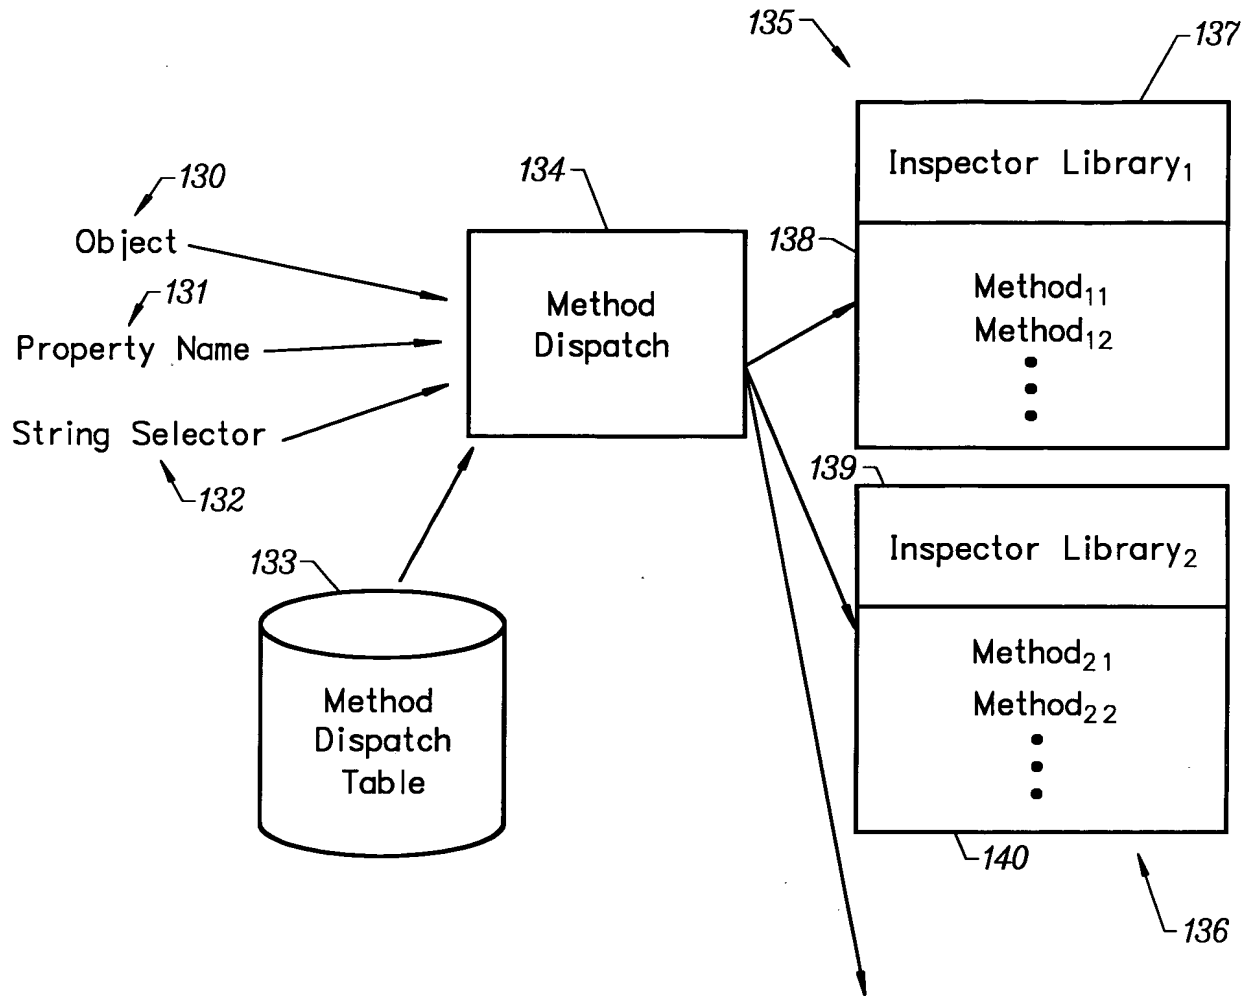 135
137
Inspector Library₁
130
134
Object
138
131
Method
Dispatch
Method₁₁
Method₁₂
Property Name
String Selector
132
139
Inspector Library₂
133
Method
Dispatch
Table
Method₂₁
Method₂₂
140
136